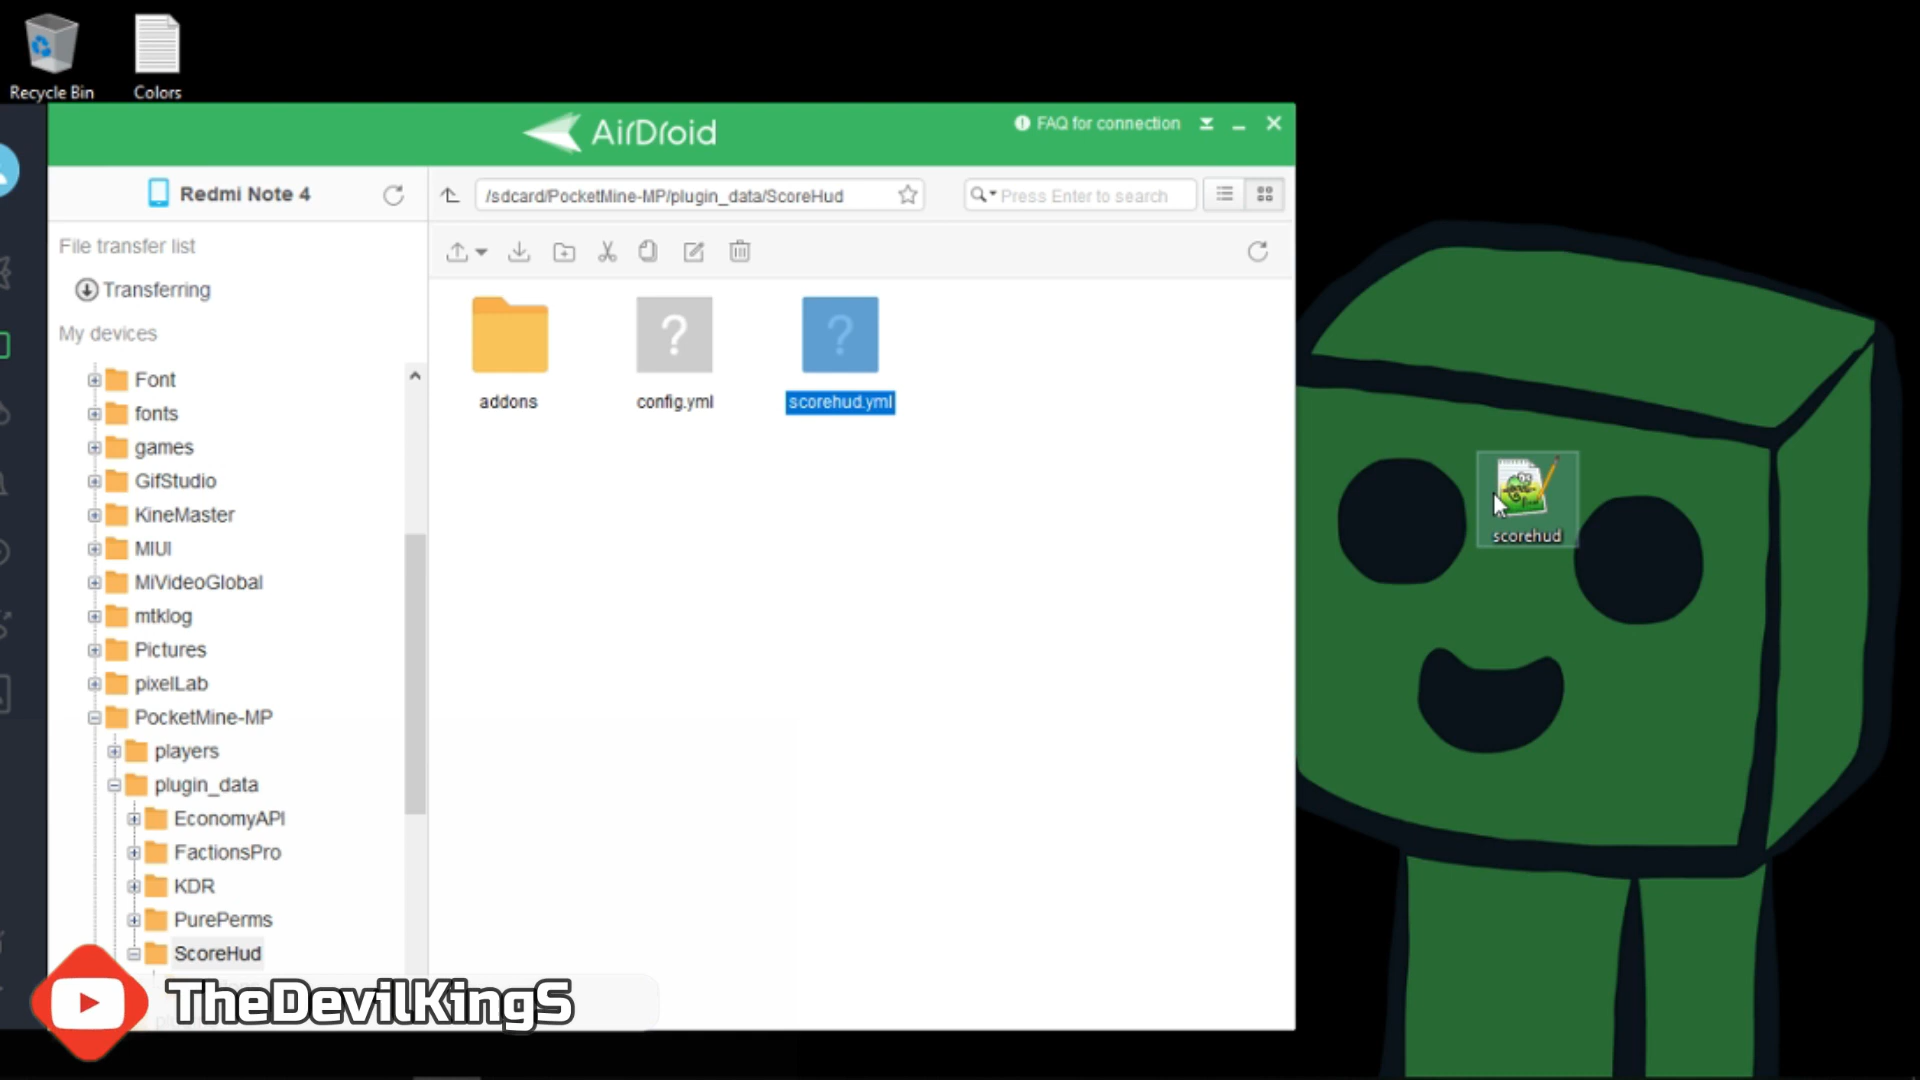 Recycle Bin
Colors
AirDroid
FAQ for connection
Redmi Note 4
/sdcard/PocketMine-MP/plugin_data/ScoreHud
Press Enter to search
File transfer list
Transferring
My devices
Font
fonts
games
GifStudio
KineMaster
MIUI
MiVideoGlobal
mtklog
Pictures
pixelLab
PocketMine-MP
players
plugin_data
EconomyAPI
FactionsPro
KDR
PurePerms
ScoreHud
addons
config.yml
scorehud.yml
scorehud
TheDevilKingS